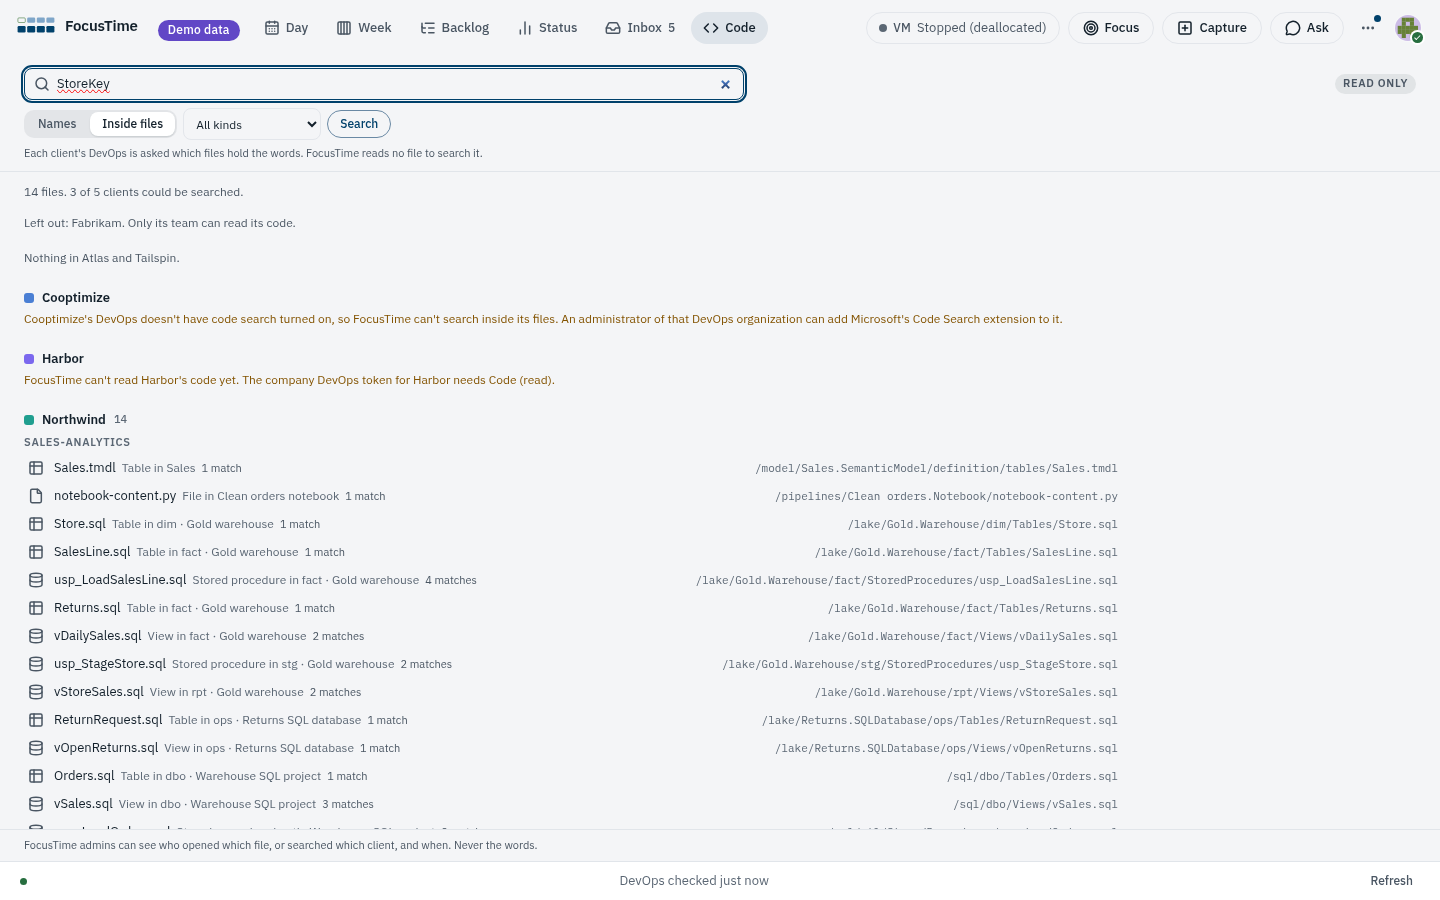 FocusTime
Demo data
Day
Week
Backlog
Status
Inbox 5
Code
VM Stopped (deallocated)
Focus
Capture
Ask
StoreKey
READ ONLY
Names
Inside files
All kinds
Search
Each client's DevOps is asked which files hold the words. FocusTime reads no file to search it.
14 files. 3 of 5 clients could be searched.
Left out: Fabrikam. Only its team can read its code.
Nothing in Atlas and Tailspin.
Cooptimize
Cooptimize's DevOps doesn't have code search turned on, so FocusTime can't search inside its files. An administrator of that DevOps organization can add Microsoft's Code Search extension to it.
Harbor
FocusTime can't read Harbor's code yet. The company DevOps token for Harbor needs Code (read).
Northwind 14
SALES-ANALYTICS
Sales.tmdl Table in Sales 1 match /model/Sales.SemanticModel/definition/tables/Sales.tmdl
notebook-content.py File in Clean orders notebook 1 match /pipelines/Clean orders.Notebook/notebook-content.py
Store.sql Table in dim · Gold warehouse 1 match /lake/Gold.Warehouse/dim/Tables/Store.sql
SalesLine.sql Table in fact · Gold warehouse 1 match /lake/Gold.Warehouse/fact/Tables/SalesLine.sql
usp_LoadSalesLine.sql Stored procedure in fact · Gold warehouse 4 matches /lake/Gold.Warehouse/fact/StoredProcedures/usp_LoadSalesLine.sql
Returns.sql Table in fact · Gold warehouse 1 match /lake/Gold.Warehouse/fact/Tables/Returns.sql
vDailySales.sql View in fact · Gold warehouse 2 matches /lake/Gold.Warehouse/fact/Views/vDailySales.sql
usp_StageStore.sql Stored procedure in stg · Gold warehouse 2 matches /lake/Gold.Warehouse/stg/StoredProcedures/usp_StageStore.sql
vStoreSales.sql View in rpt · Gold warehouse 2 matches /lake/Gold.Warehouse/rpt/Views/vStoreSales.sql
ReturnRequest.sql Table in ops · Returns SQL database 1 match /lake/Returns.SQLDatabase/ops/Tables/ReturnRequest.sql
vOpenReturns.sql View in ops · Returns SQL database 1 match /lake/Returns.SQLDatabase/ops/Views/vOpenReturns.sql
Orders.sql Table in dbo · Warehouse SQL project 1 match /sql/dbo/Tables/Orders.sql
vSales.sql View in dbo · Warehouse SQL project 3 matches /sql/dbo/Views/vSales.sql
FocusTime admins can see who opened which file, or searched which client, and when. Never the words.
DevOps checked just now
Refresh